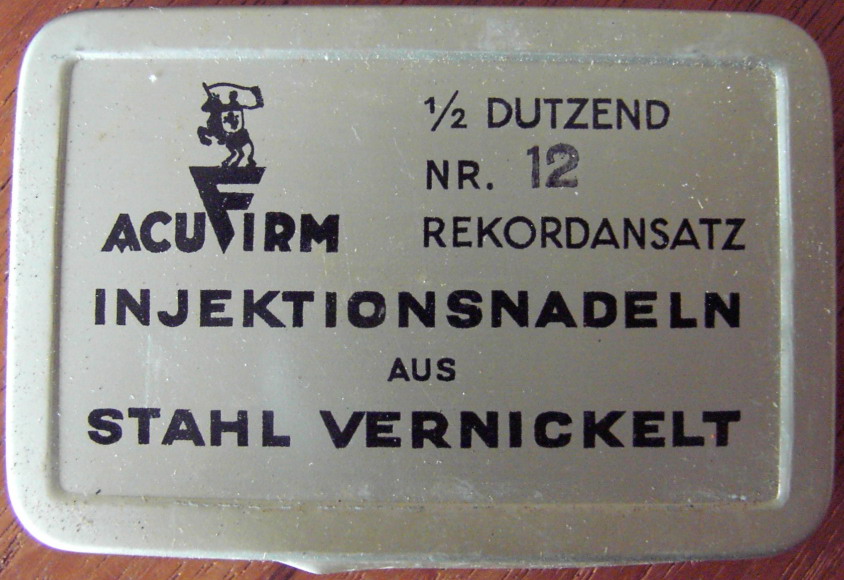 ½ DUTZEND
NR. 12
ACUFIRM REKORDANSATZ
INJEKTIONSNADELN
AUS
STAHL VERNICKELT